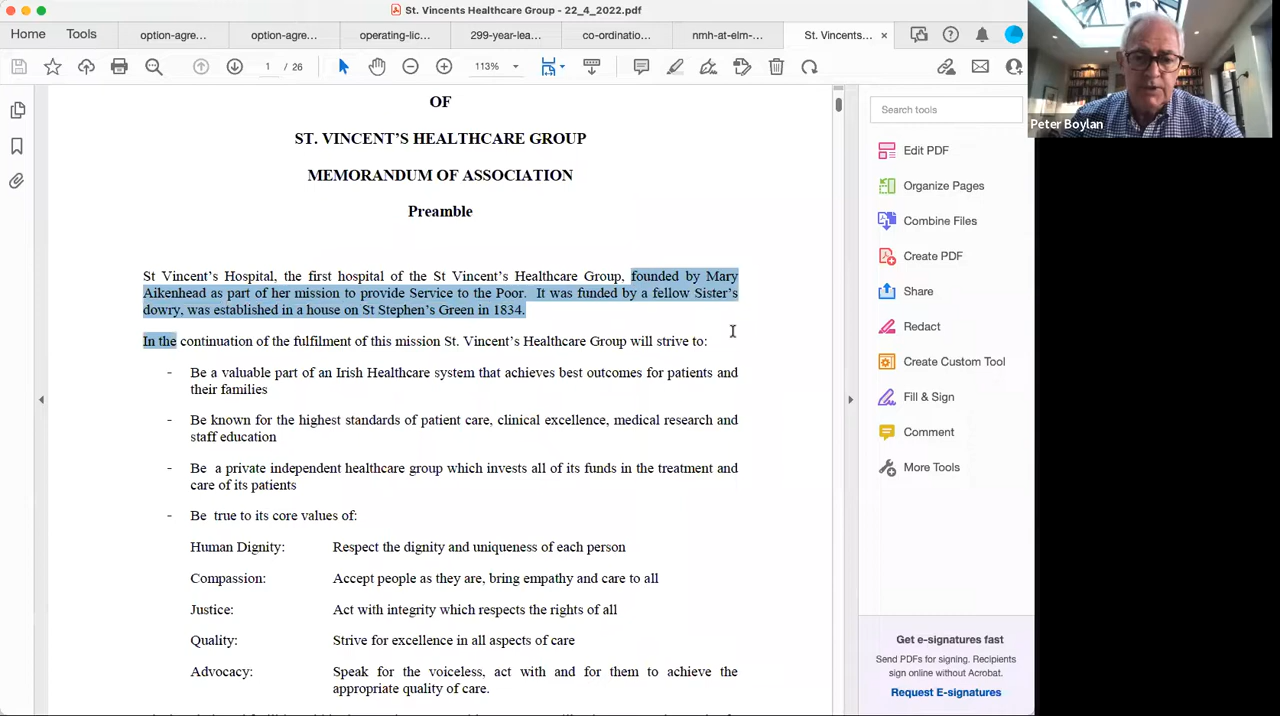 St. Vincents Healthcare Group - 22_4_2022.pdf
Home Tools option-agre... option-agre... operating-lic... 299-year-lea... co-ordinatio... nmh-at-elm-... St. Vincents... ×
1 / 26 113%
Search tools
Edit PDF
Organize Pages
Combine Files
Create PDF
Share
Redact
Create Custom Tool
Fill & Sign
Comment
More Tools
Get e-signatures fast
Send PDFs for signing. Recipients
sign online without Acrobat.
Request E-signatures
Peter Boylan
OF
ST. VINCENT'S HEALTHCARE GROUP
MEMORANDUM OF ASSOCIATION
Preamble
St Vincent's Hospital, the first hospital of the St Vincent's Healthcare Group, founded by Mary
Aikenhead as part of her mission to provide Service to the Poor. It was funded by a fellow Sister's
dowry, was established in a house on St Stephen's Green in 1834.
In the continuation of the fulfilment of this mission St. Vincent's Healthcare Group will strive to:
- Be a valuable part of an Irish Healthcare system that achieves best outcomes for patients and
their families
- Be known for the highest standards of patient care, clinical excellence, medical research and
staff education
- Be a private independent healthcare group which invests all of its funds in the treatment and
care of its patients
- Be true to its core values of:
Human Dignity: Respect the dignity and uniqueness of each person
Compassion: Accept people as they are, bring empathy and care to all
Justice: Act with integrity which respects the rights of all
Quality: Strive for excellence in all aspects of care
Advocacy: Speak for the voiceless, act with and for them to achieve the
appropriate quality of care.